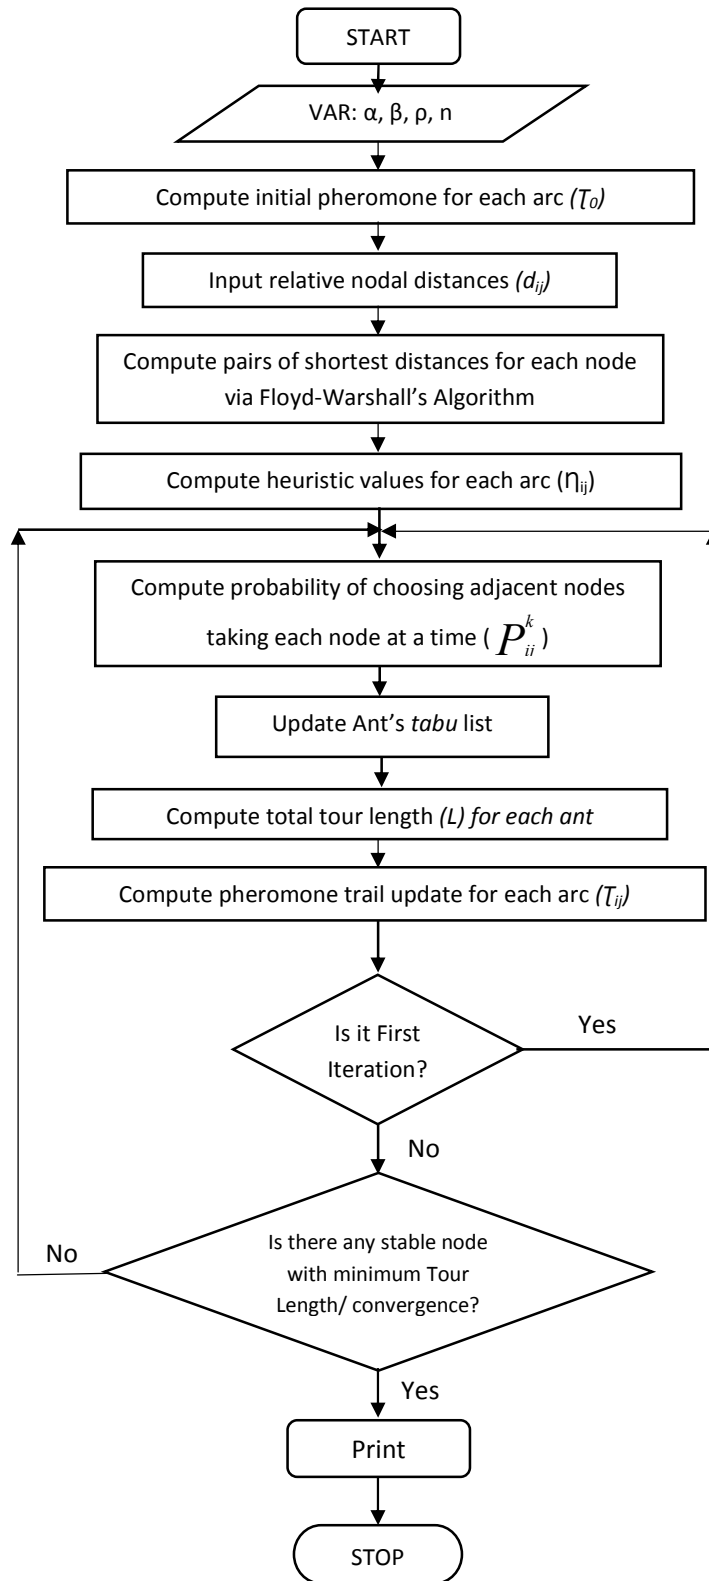 START
VAR: α, β, ρ, n
Compute initial pheromone for each arc (Ʈ0)
Input relative nodal distances (dij)
Compute pairs of shortest distances for each node
via Floyd-Warshall’s Algorithm
Compute heuristic values for each arc (Ƞij)
Compute probability of choosing adjacent nodes
taking each node at a time ( P^k_ii )
Update Ant’s tabu list
Compute total tour length (L) for each ant
Compute pheromone trail update for each arc (Ʈij)
Is it First
Iteration?
Yes
No
Is there any stable node
with minimum Tour
Length/ convergence?
No
Yes
Print
STOP